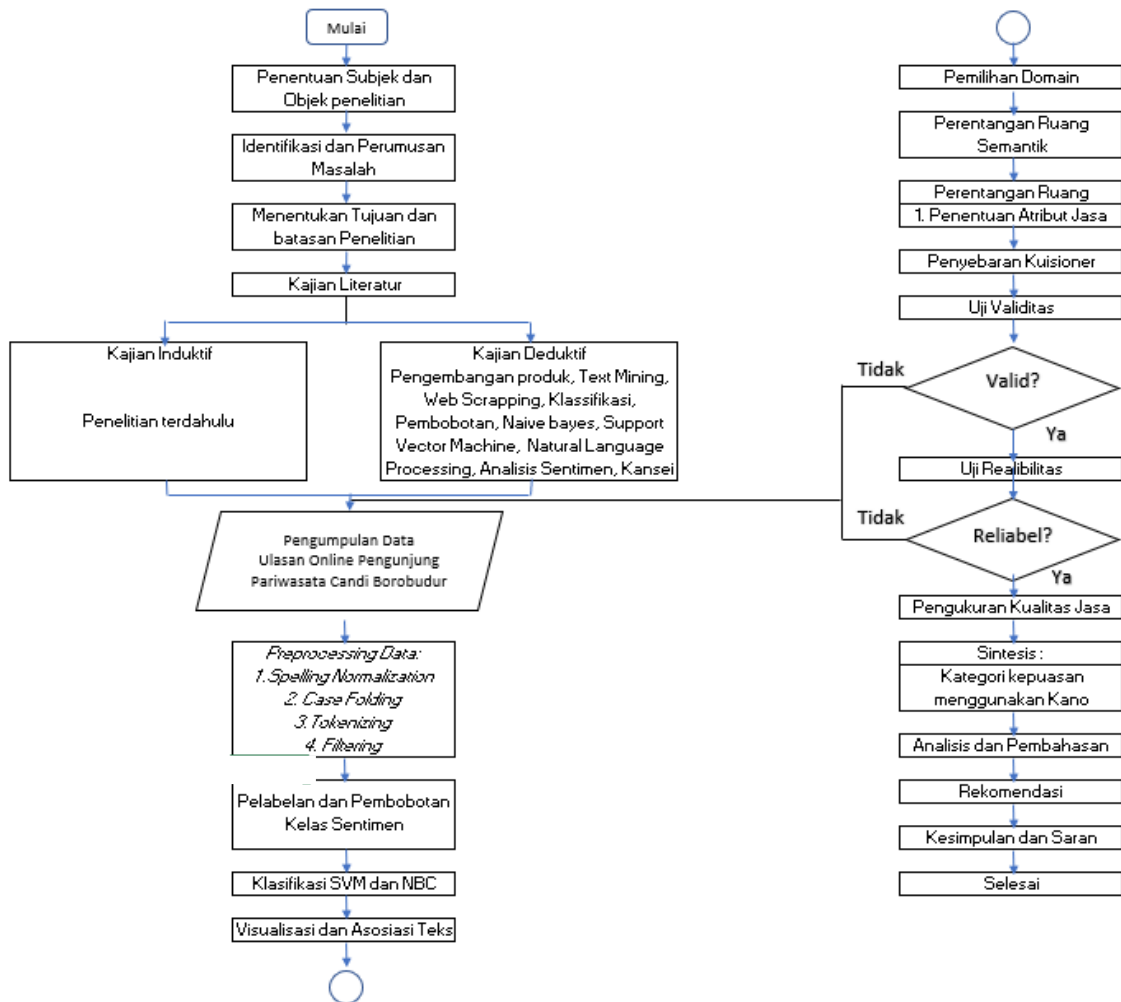 Mulai
Penentuan Subjek dan
Objek penelitian
Identifikasi dan Perumusan
Masalah
Menentukan Tujuan dan
batasan Penelitian
Kajian Literatur
Kajian Induktif
Penelitian terdahulu
Kajian Deduktif
Pengembangan produk, Text Mining,
Web Scrapping, Klassifikasi,
Pembobotan, Naive bayes, Support
Vector Machine, Natural Language
Processing, Analisis Sentimen, Kansei
Pengumpulan Data
Ulasan Online Pengunjung
Pariwasata Candi Borobudur
Preprocessing Data:
1. Spelling Normalization
2. Case Folding
3. Tokenizing
4. Filtering
Pelabelan dan Pembobotan
Kelas Sentimen
Klasifikasi SVM dan NBC
Visualisasi dan Asosiasi Teks
Pemilihan Domain
Perentangan Ruang
Semantik
Perentangan Ruang
1. Penentuan Atribut Jasa
Penyebaran Kuisioner
Uji Validitas
Tidak
Valid?
Ya
Uji Realibilitas
Tidak
Reliabel?
Ya
Pengukuran Kualitas Jasa
Sintesis :
Kategori kepuasan
menggunakan Kano
Analisis dan Pembahasan
Rekomendasi
Kesimpulan dan Saran
Selesai